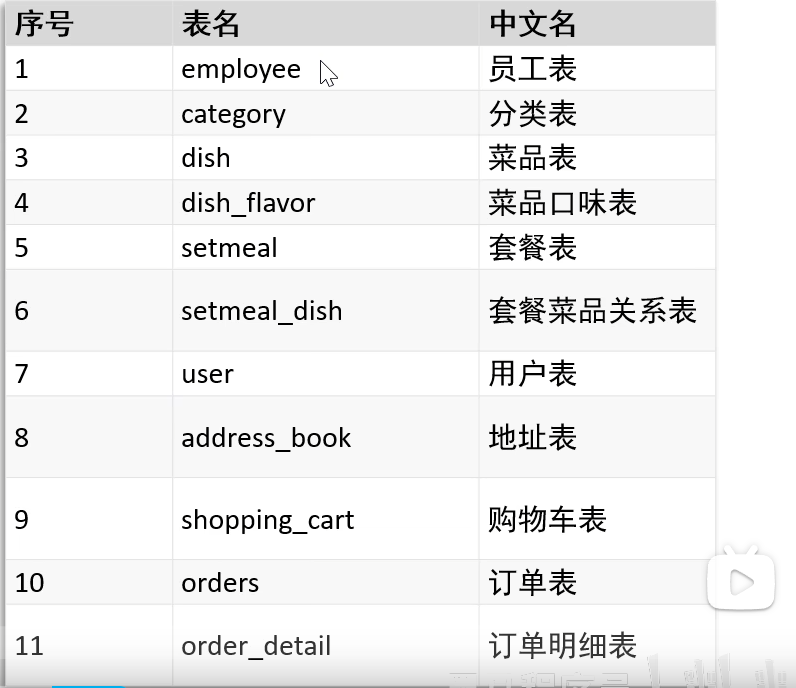 序号 表名 中文名
1 employee 员工表
2 category 分类表
3 dish 菜品表
4 dish_flavor 菜品口味表
5 setmeal 套餐表
6 setmeal_dish 套餐菜品关系表
7 user 用户表
8 address_book 地址表
9 shopping_cart 购物车表
10 orders 订单表
11 order_detail 订单明细表